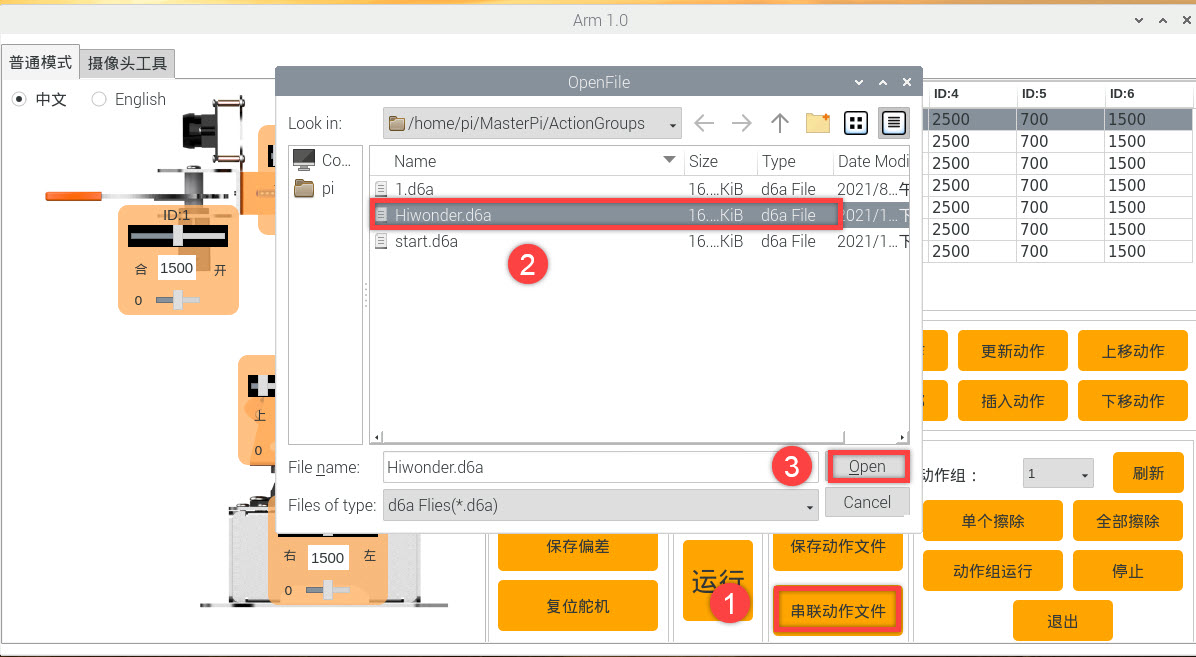 Arm 1.0
普通模式 摄像头工具
中文 English
OpenFile
Look in: /home/pi/MasterPi/ActionGroups
Co...
pi
Name Size Type Date Modi
1.d6a 16....KiB d6a File 2021/8...午
Hiwonder.d6a 16....KiB d6a File 2021/1...下
start.d6a 16....KiB d6a File 2021/1...下
2
File name: Hiwonder.d6a 3 Open
Files of type: d6a Flies(*.d6a) Cancel
ID:4 ID:5 ID:6
2500 700 1500
2500 700 1500
2500 700 1500
2500 700 1500
2500 700 1500
2500 700 1500
2500 700 1500
ID:1
合 1500 开
0
上
0
右 1500 左
0
更新动作 上移动作
插入动作 下移动作
动作组： 1 刷新
单个擦除 全部擦除
动作组运行 停止
退出
保存偏差 运行 保存动作文件
复位舵机 1 串联动作文件